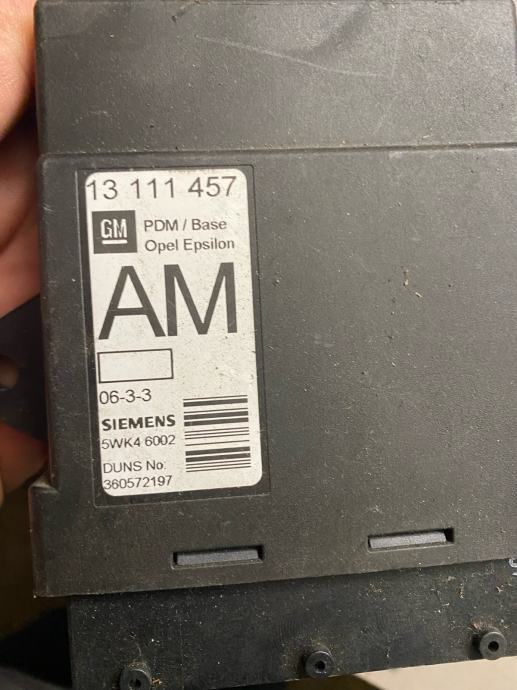 13 111 457
GM
PDM / Base
Opel Epsilon
AM
06-3-3
SIEMENS
5WK4 6002
DUNS No:
360572197